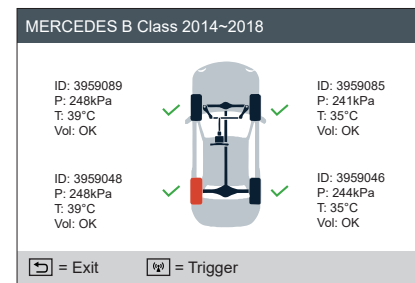 MERCEDES B Class 2014~2018
ID: 3959089
P: 248kPa
T: 39°C
Vol: OK
ID: 3959085
P: 241kPa
T: 35°C
Vol: OK
ID: 3959048
P: 248kPa
T: 39°C
Vol: OK
ID: 3959046
P: 244kPa
T: 35°C
Vol: OK
= Exit
= Trigger